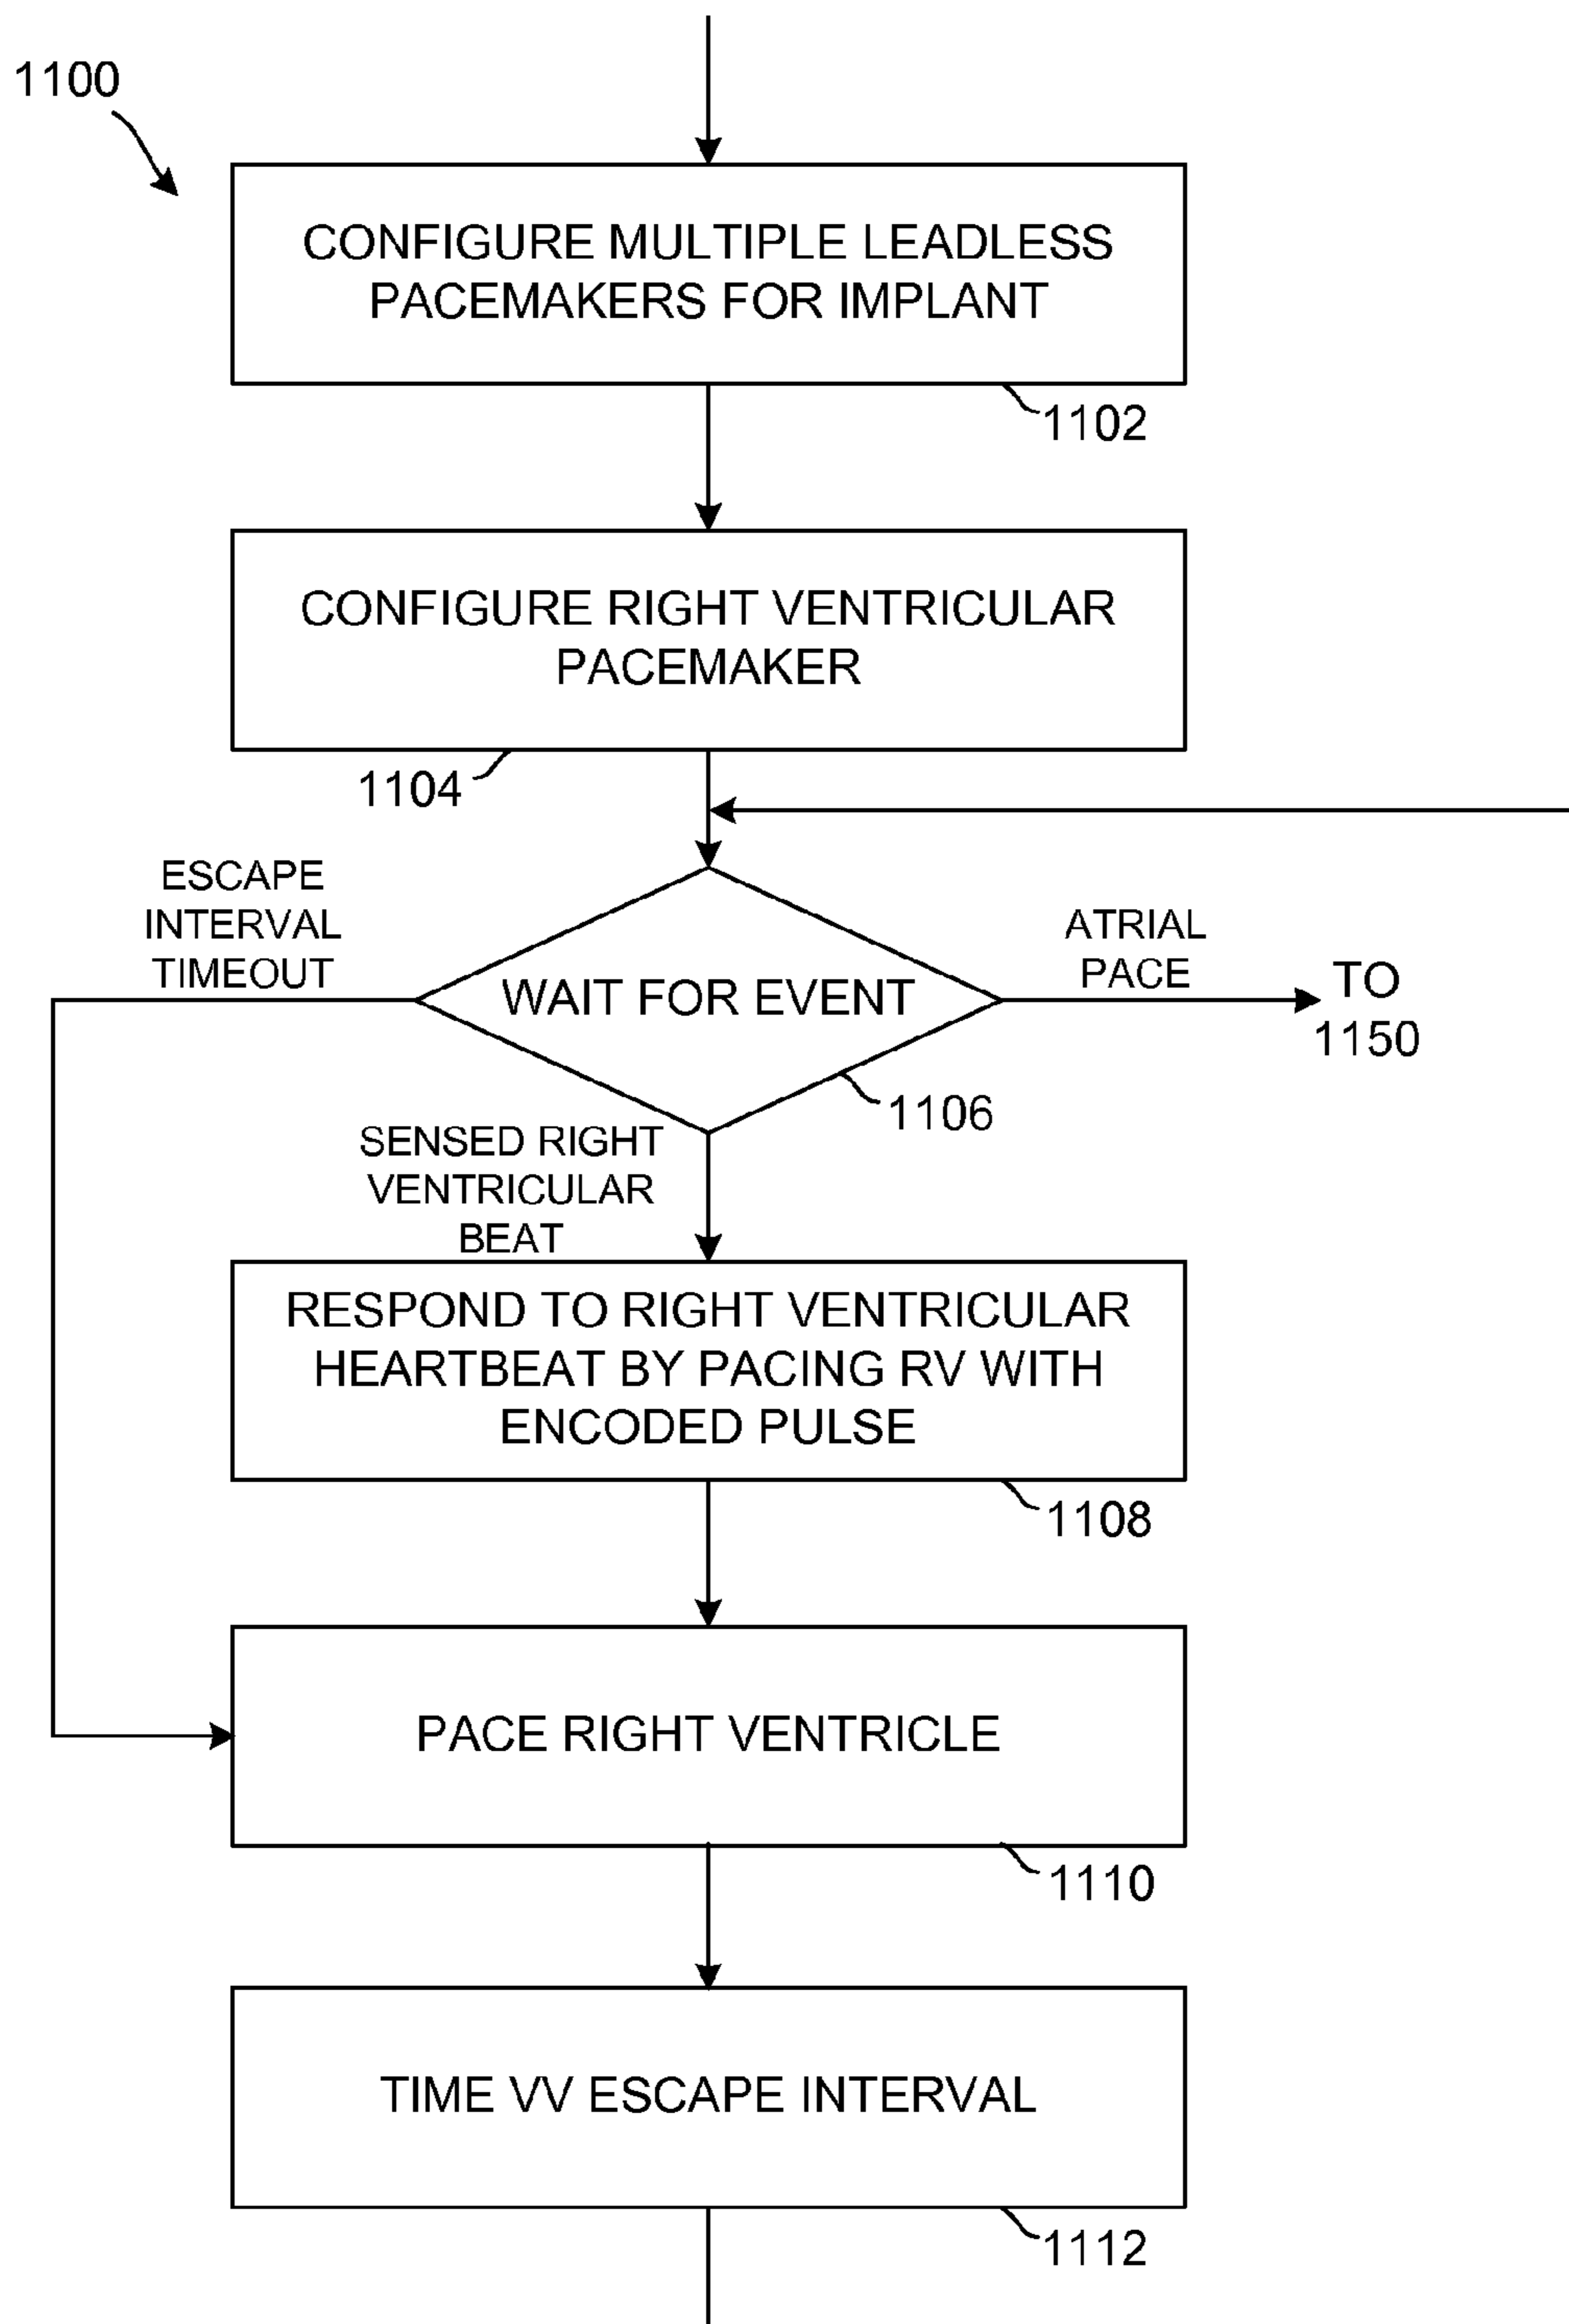 1100
CONFIGURE MULTIPLE LEADLESS
PACEMAKERS FOR IMPLANT
1102
CONFIGURE RIGHT VENTRICULAR
PACEMAKER
1104
ESCAPE
INTERVAL
TIMEOUT
WAIT FOR EVENT
ATRIAL
PACE
TO
1150
1106
SENSED RIGHT
VENTRICULAR
BEAT
RESPOND TO RIGHT VENTRICULAR
HEARTBEAT BY PACING RV WITH
ENCODED PULSE
1108
PACE RIGHT VENTRICLE
1110
TIME VV ESCAPE INTERVAL
1112